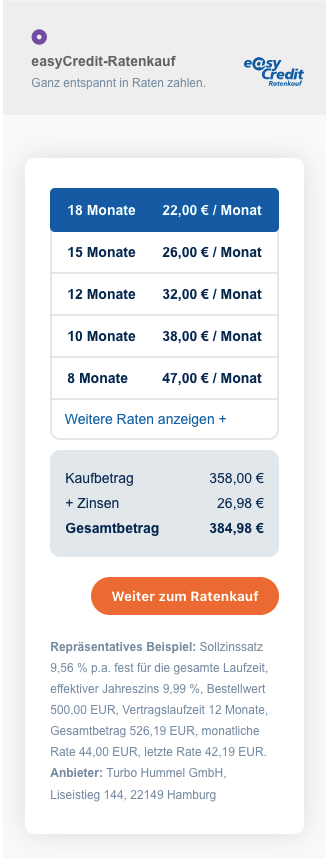 easyCredit-Ratenkauf
Ganz entspannt in Raten zahlen.
easy
Credit
Ratenkauf
18 Monate 22,00 € / Monat
15 Monate 26,00 € / Monat
12 Monate 32,00 € / Monat
10 Monate 38,00 € / Monat
8 Monate 47,00 € / Monat
Weitere Raten anzeigen +
Kaufbetrag 358,00 €
+ Zinsen 26,98 €
Gesamtbetrag 384,98 €
Weiter zum Ratenkauf
Repräsentatives Beispiel: Sollzinssatz
9,56 % p.a. fest für die gesamte Laufzeit,
effektiver Jahreszins 9,99 %, Bestellwert
500,00 EUR, Vertragslaufzeit 12 Monate,
Gesamtbetrag 526,19 EUR, monatliche
Rate 44,00 EUR, letzte Rate 42,19 EUR.
Anbieter: Turbo Hummel GmbH,
Liseistieg 144, 22149 Hamburg